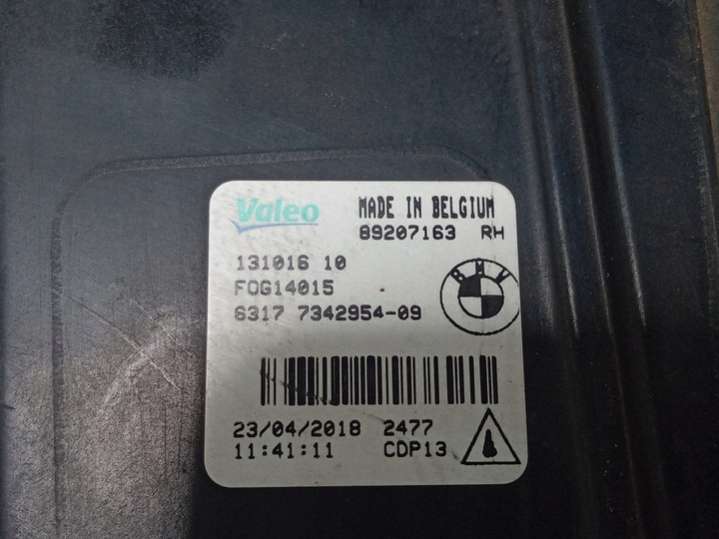 Valeo
MADE IN BELGIUM
89207163 RH
131016 10
FOG14015
BMW
6317 7342954-09
23/04/2018 2477
11:41:11 CDP13